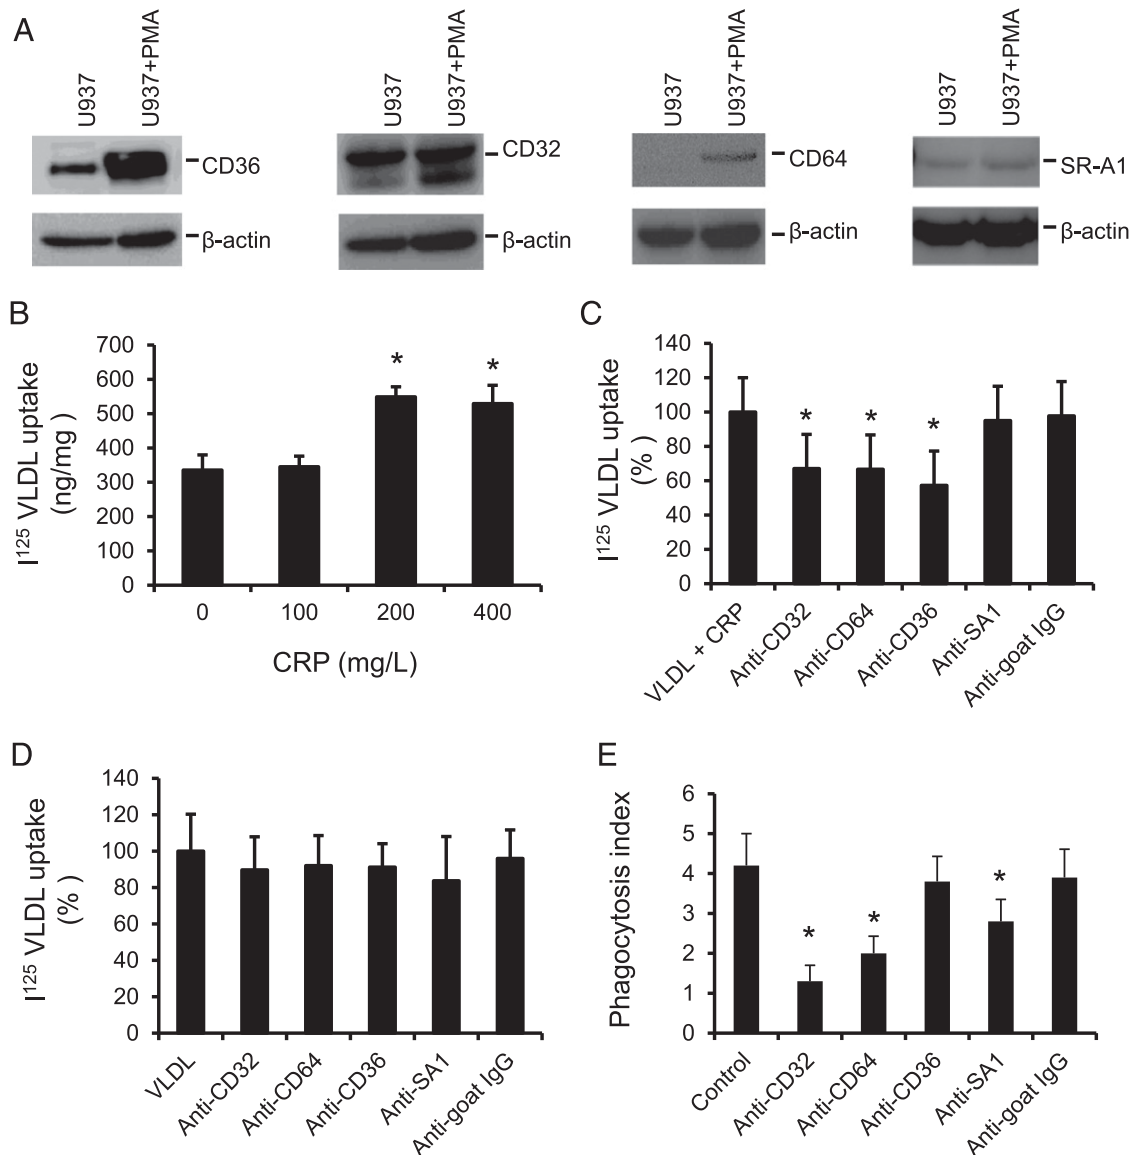 A
U937
U937+PMA
U937
U937+PMA
U937
U937+PMA
U937
U937+PMA
CD36
CD32
CD64
SR-A1
β-actin
β-actin
β-actin
β-actin
B
I¹²⁵ VLDL uptake
(ng/mg)
700
600
500
400
300
200
100
0
*
*
0 100 200 400
CRP (mg/L)
C
I¹²⁵ VLDL uptake
(% )
140
120
100
80
60
40
20
0
*
*
*
VLDL + CRP
Anti-CD32
Anti-CD64
Anti-CD36
Anti-SA1
Anti-goat IgG
D
I¹²⁵ VLDL uptake
(% )
140
120
100
80
60
40
20
0
VLDL
Anti-CD32
Anti-CD64
Anti-CD36
Anti-SA1
Anti-goat IgG
E
Phagocytosis index
6
5
4
3
2
1
0
*
*
*
Control
Anti-CD32
Anti-CD64
Anti-CD36
Anti-SA1
Anti-goat IgG